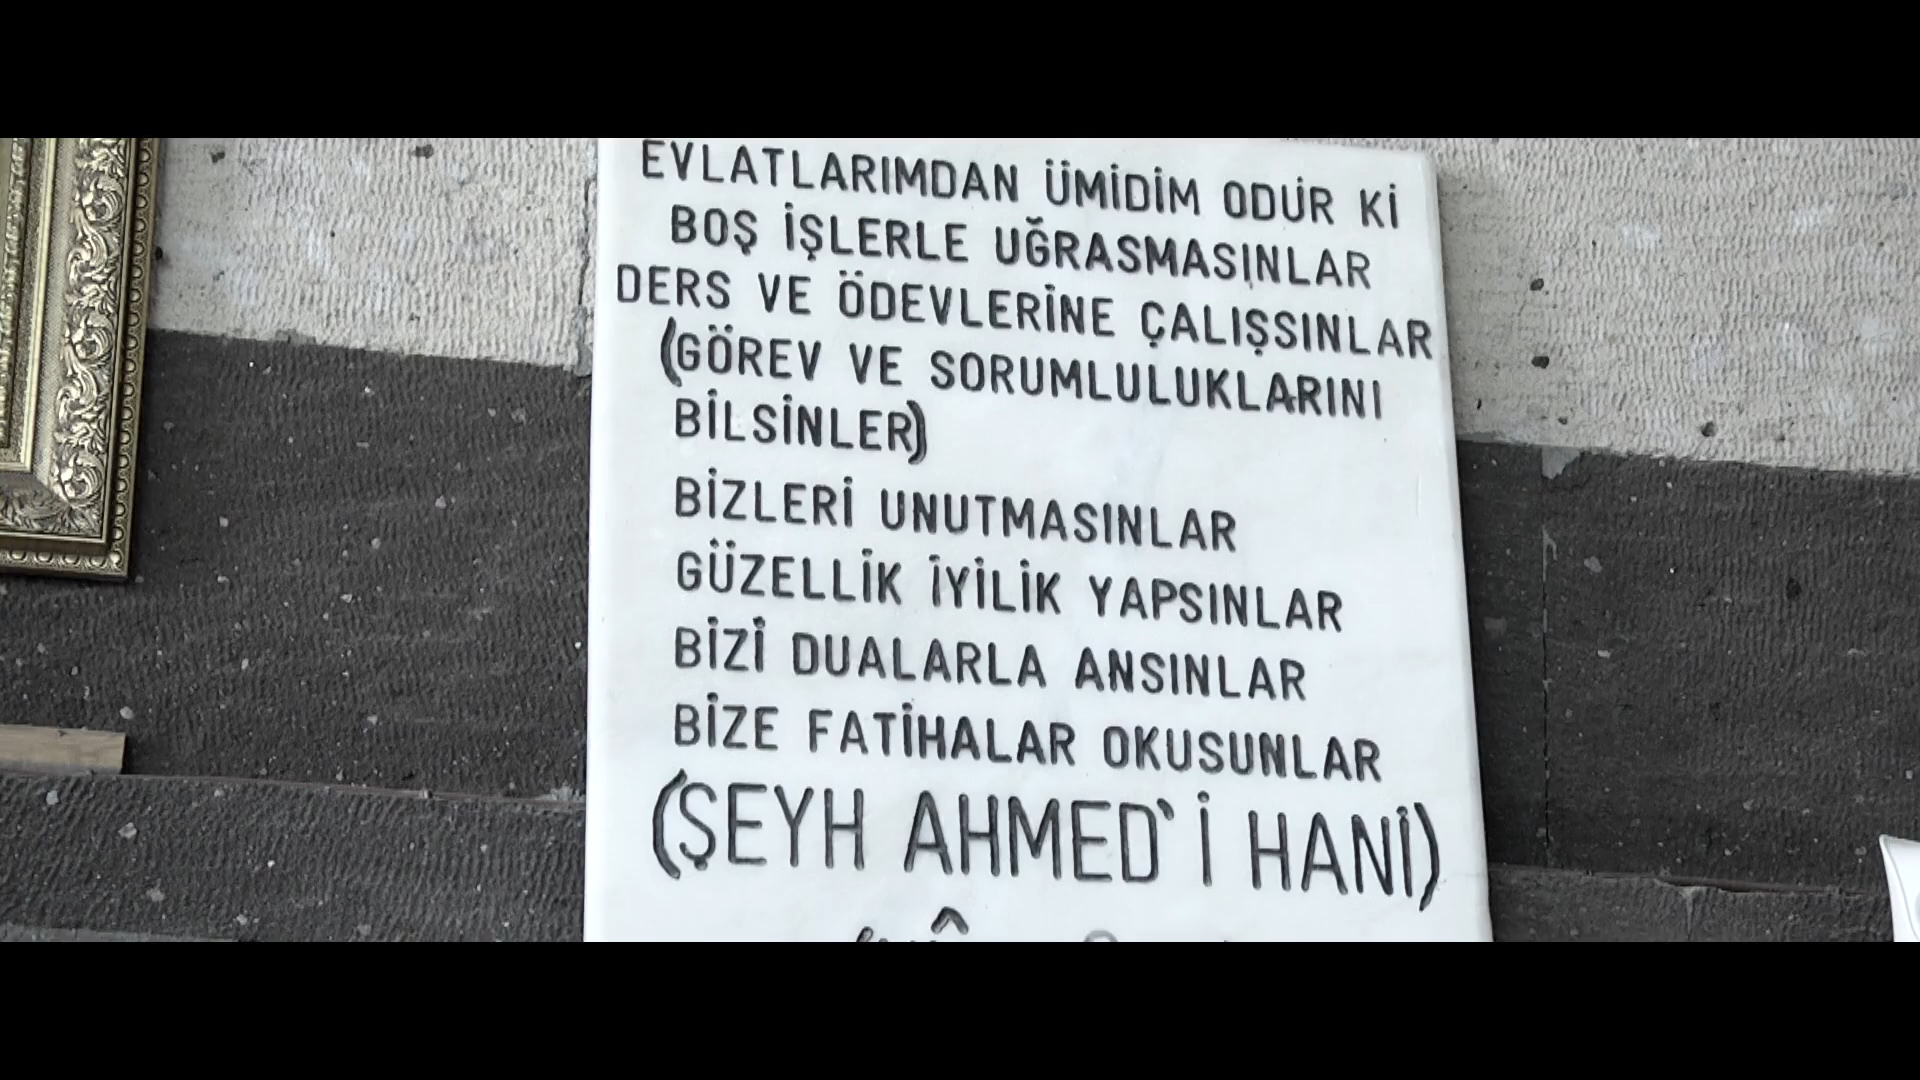 EVLATLARIMDAN ÜMİDİM ODUR Kİ
BOŞ İŞLERLE UĞRASMASINLAR
DERS VE ÖDEVLERİNE ÇALIŞSINLAR
(GÖREV VE SORUMLULUKLARINI
BİLSİNLER)
BİZLERİ UNUTMASINLAR
GÜZELLİK İYİLİK YAPSINLAR
BİZİ DUALARLA ANSINLAR
BİZE FATİHALAR OKUSUNLAR
(ŞEYH AHMED'İ HANİ)